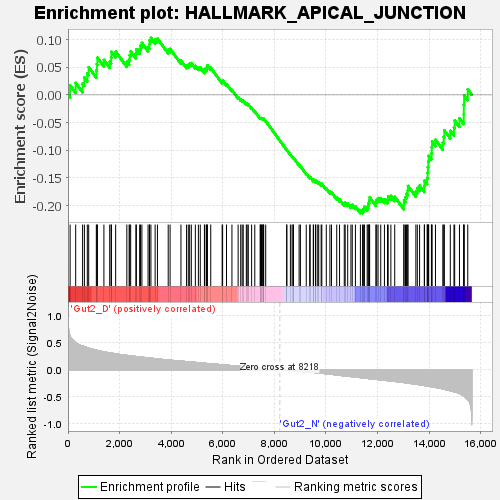 Enrichment plot: HALLMARK_APICAL_JUNCTION
Enrichment score (ES)
0.10
0.05
0.00
-0.05
-0.10
-0.15
-0.20
Ranked list metric (Signal2Noise)
'Gut2_D' (positively correlated)
1.0
0.5
0.0
-0.5
-1.0
Zero cross at 8218
'Gut2_N' (negatively correlated)
0 2,000 4,000 6,000 8,000 10,000 12,000 14,000 16,000
Rank in Ordered Dataset
Enrichment profile Hits Ranking metric scores